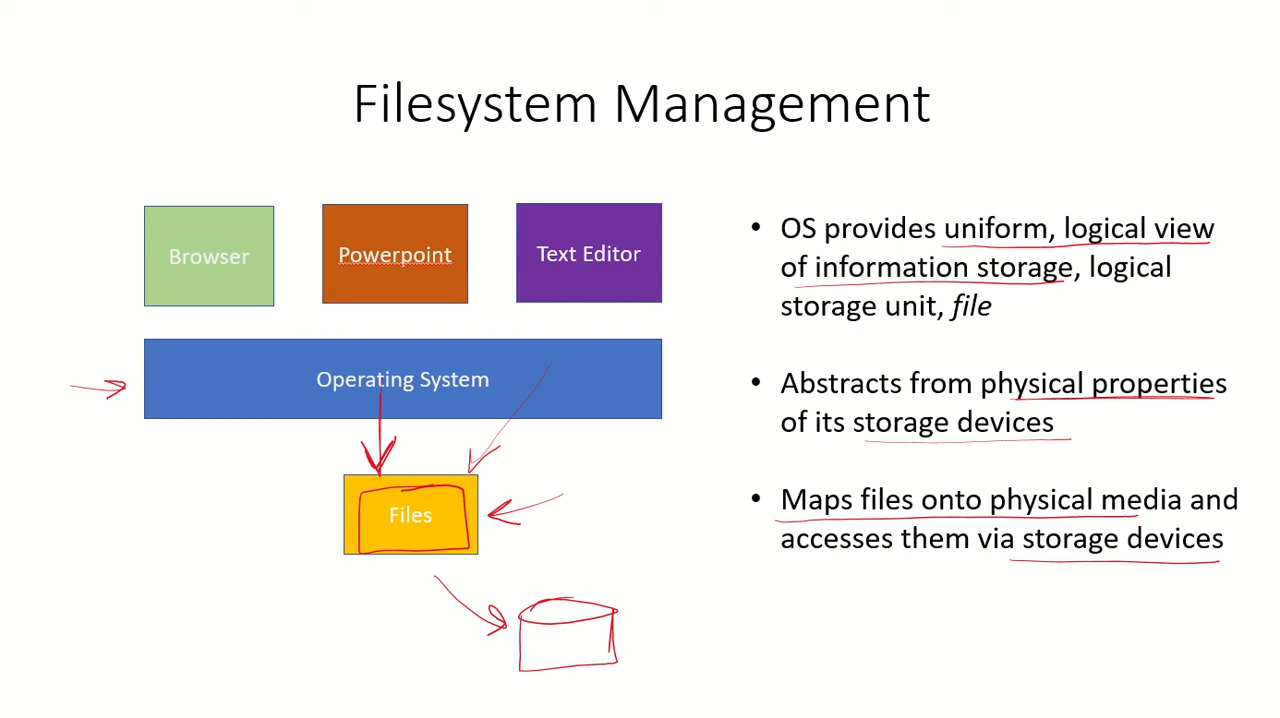 Filesystem Management
Browser
Powerpoint
Text Editor
Operating System
Files
• OS provides uniform, logical view
of information storage, logical
storage unit, file
• Abstracts from physical properties
of its storage devices
• Maps files onto physical media and
accesses them via storage devices